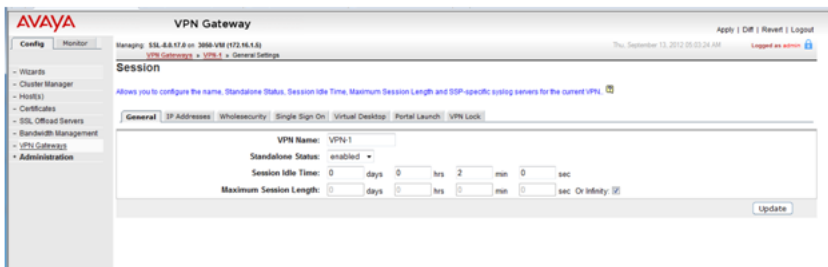 AVAYA
VPN Gateway
Apply | Diff | Revert | Logout
Config Monitor
Managing: SSL-8.0.17.0 on 3050-VM (172.16.1.5)
Thu, September 13, 2012 05:03:24 AM
Logged as admin
VPN Gateways » VPN-1 » General Settings
Session
- Wizards
- Cluster Manager
- Host(s)
- Certificates
- SSL Offload Servers
- Bandwidth Management
- VPN Gateways
Administration
Allows you to configure the name, Standalone Status, Session Idle Time, Maximum Session Length and SSP-specific syslog servers for the current VPN. ?
General IP Addresses Wholesecurity Single Sign On Virtual Desktop Portal Launch VPN Lock
VPN Name: VPN-1
Standalone Status: enabled
Session Idle Time: 0 days 0 hrs 2 min 0 sec
Maximum Session Length: 0 days 0 hrs 0 min 0 sec Or Infinity:
Update